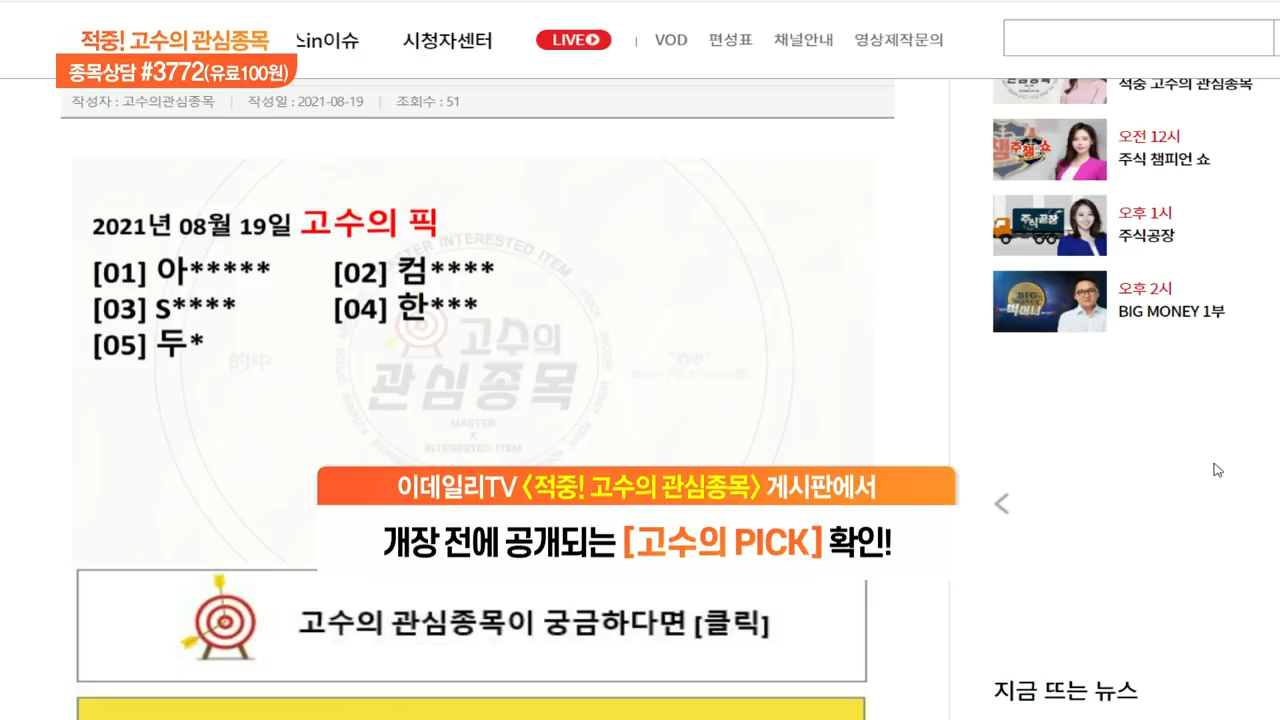 적중! 고수의 관심종목
종목상담 #3772(유료100원)
in이슈 시청자센터 LIVE VOD 편성표 채널안내 영상제작문의
작성자 : 고수의관심종목 | 작성일 : 2021-08-19 | 조회수 : 51
적중 고수의 관심종목
오전 12시
주식 챔피언 쇼
오후 1시
주식공장
오후 2시
BIG MONEY 1부
2021년 08월 19일 고수의 픽
[01] 아***** [02] 컴****
[03] S**** [04] 한***
[05] 두*
的中
고수의
관심종목
MASTER
X
INTERESTED ITEM
이데일리TV <적중! 고수의 관심종목> 게시판에서
개장 전에 공개되는 [고수의 PICK] 확인!
고수의 관심종목이 궁금하다면 [클릭]
지금 뜨는 뉴스